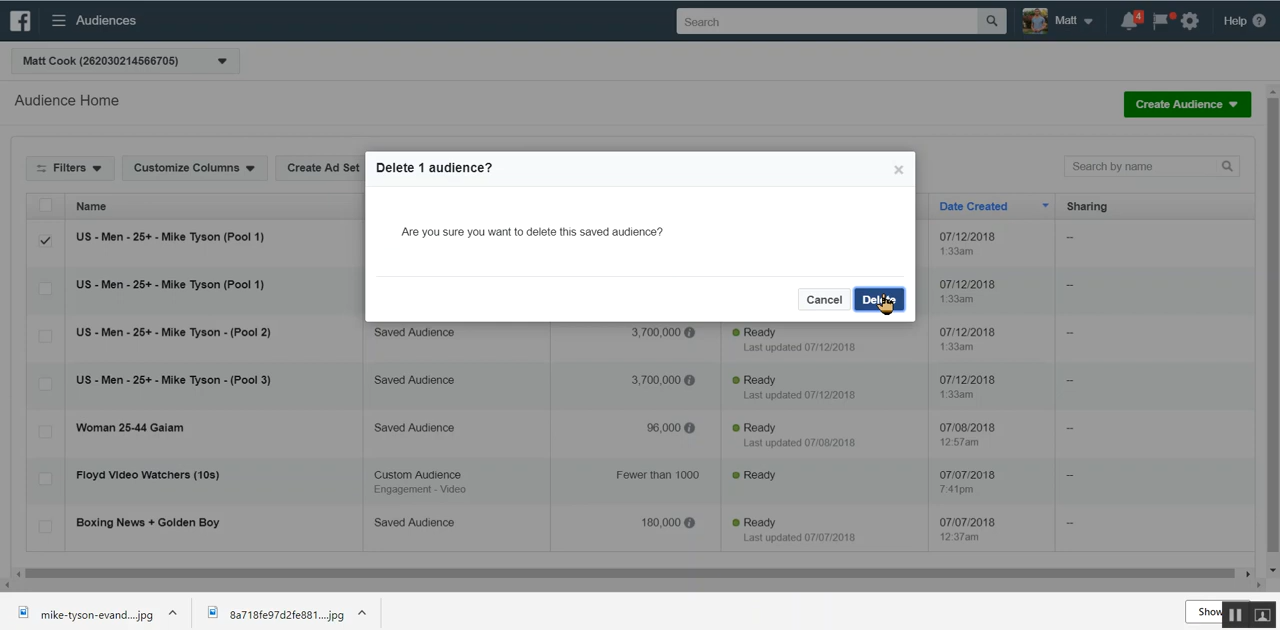 Audiences
Search
Matt
4
Help
Matt Cook (262030214566705)
Audience Home
Create Audience
Filters
Customize Columns
Create Ad Set
Search by name
Delete 1 audience?
Are you sure you want to delete this saved audience?
Cancel
Delete
Name
Date Created
Sharing
US - Men - 25+ - Mike Tyson (Pool 1)
07/12/2018
--
1:33am
US - Men - 25+ - Mike Tyson (Pool 1)
07/12/2018
--
1:33am
US - Men - 25+ - Mike Tyson - (Pool 2)
Saved Audience
3,700,000
Ready
07/12/2018
--
Last updated 07/12/2018
1:33am
US - Men - 25+ - Mike Tyson - (Pool 3)
Saved Audience
3,700,000
Ready
07/12/2018
--
Last updated 07/12/2018
1:33am
Woman 25-44 Gaiam
Saved Audience
96,000
Ready
07/08/2018
--
Last updated 07/08/2018
12:57am
Floyd Video Watchers (10s)
Custom Audience
Fewer than 1000
Ready
07/07/2018
--
Engagement - Video
7:41pm
Boxing News + Golden Boy
Saved Audience
180,000
Ready
07/07/2018
--
Last updated 07/07/2018
12:37am
mike-tyson-evand....jpg
8a718fe97d2fe881....jpg
Show